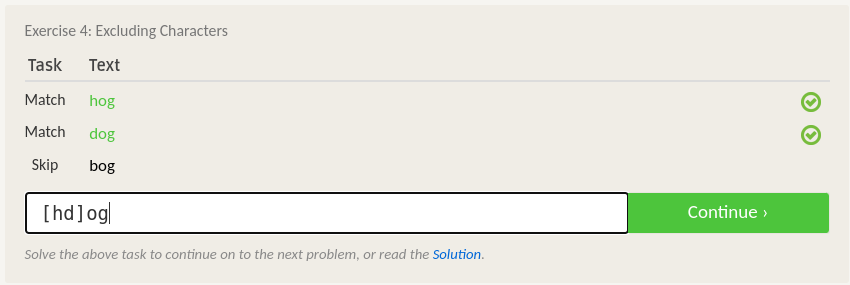 Exercise 4: Excluding Characters
Task Text
Match hog
Match dog
Skip bog
[hd]og
Continue ›
Solve the above task to continue on to the next problem, or read the Solution.